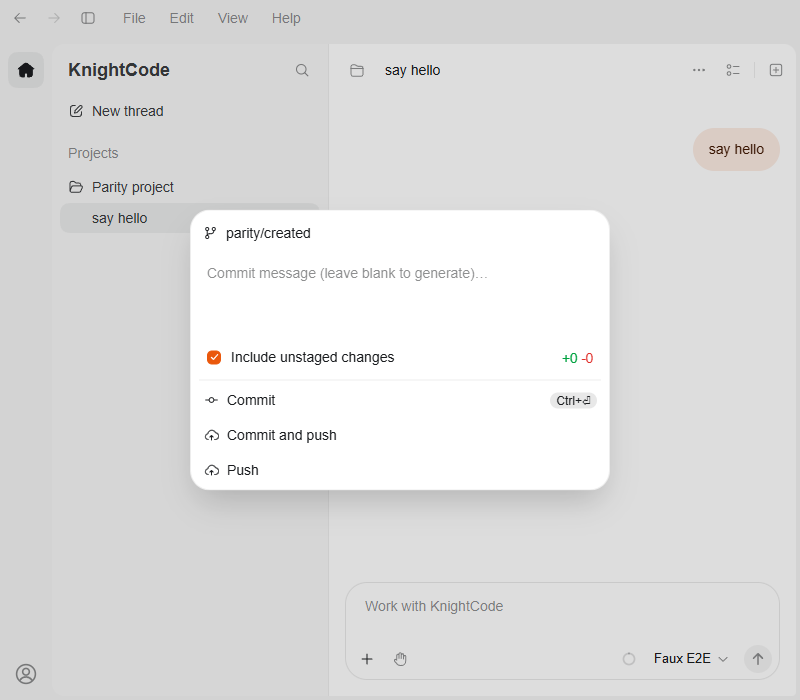 File Edit View Help
KnightCode
New thread
Projects
Parity project
say hello
say hello
say hello
parity/created
Commit message (leave blank to generate)…
Include unstaged changes +0 -0
Commit Ctrl+⏎
Commit and push
Push
Work with KnightCode
Faux E2E